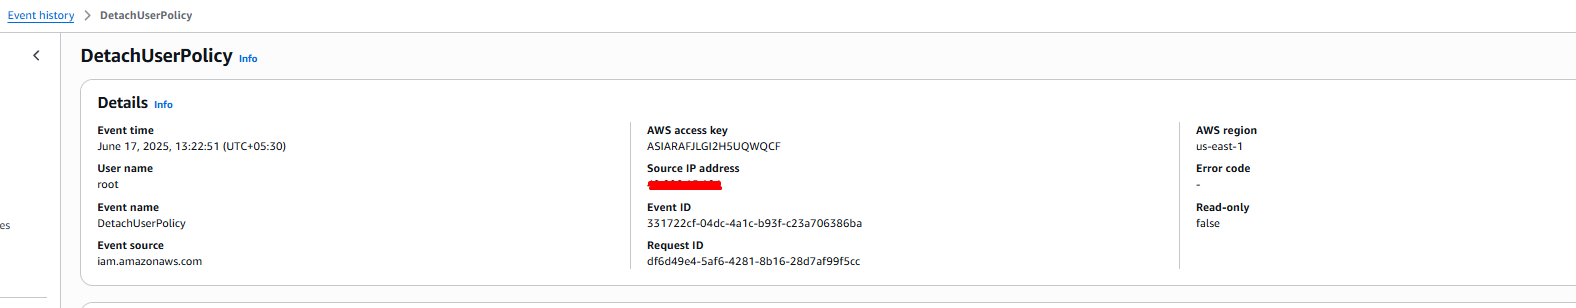 Event history > DetachUserPolicy
DetachUserPolicy Info
Details Info
Event time
June 17, 2025, 13:22:51 (UTC+05:30)
User name
root
Event name
DetachUserPolicy
Event source
iam.amazonaws.com
AWS access key
ASIARAFJLGI2H5UQWQCF
Source IP address
Event ID
331722cf-04dc-4a1c-b93f-c23a706386ba
Request ID
df6d49e4-5af6-4281-8b16-28d7af99f5cc
AWS region
us-east-1
Error code
-
Read-only
false
es